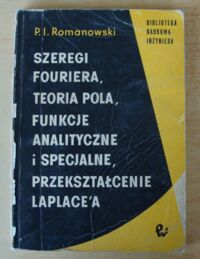 P. I. Romanowski
BIBLIOTEKA
NAUKOWA
INŻYNIERA
SZEREGI
FOURIERA,
TEORIA POLA,
FUNKCJE
ANALITYCZNE
i SPECJALNE,
PRZEKSZTAŁCENIE
LAPLACE'A